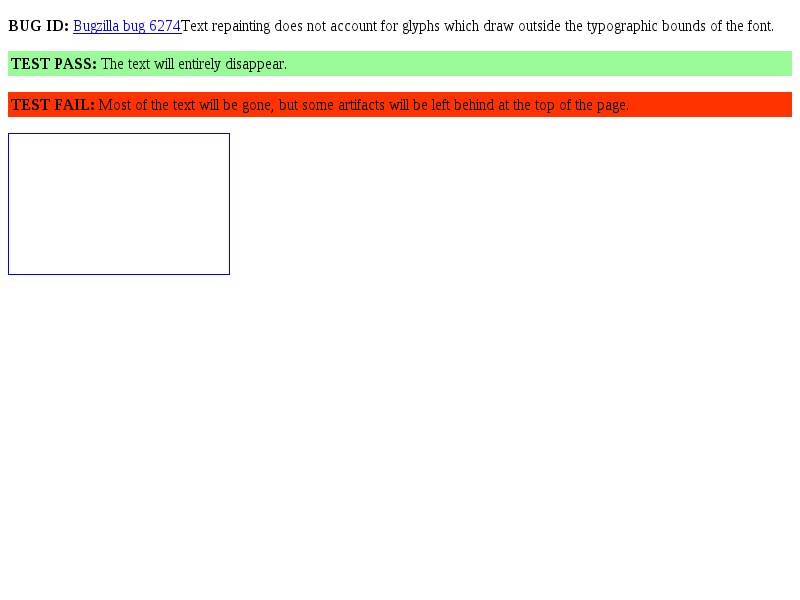 BUG ID: Bugzilla bug 6274Text repainting does not account for glyphs which draw outside the typographic bounds of the font.
TEST PASS: The text will entirely disappear.
TEST FAIL: Most of the text will be gone, but some artifacts will be left behind at the top of the page.